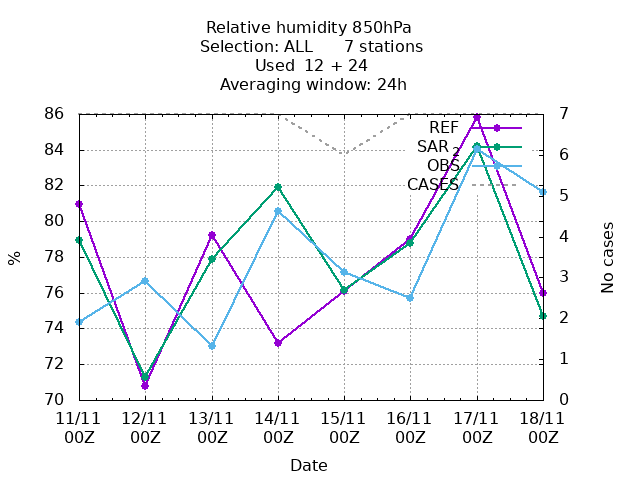 Relative humidity 850hPa
Selection: ALL 7 stations
Used 12 + 24
Averaging window: 24h
86
84
82
80
78
76
74
72
70
%
7
6
5
4
3
2
1
0
No cases
REF
SAR 2
OBS
CASES
11/11 12/11 13/11 14/11 15/11 16/11 17/11 18/11
00Z 00Z 00Z 00Z 00Z 00Z 00Z 00Z
Date